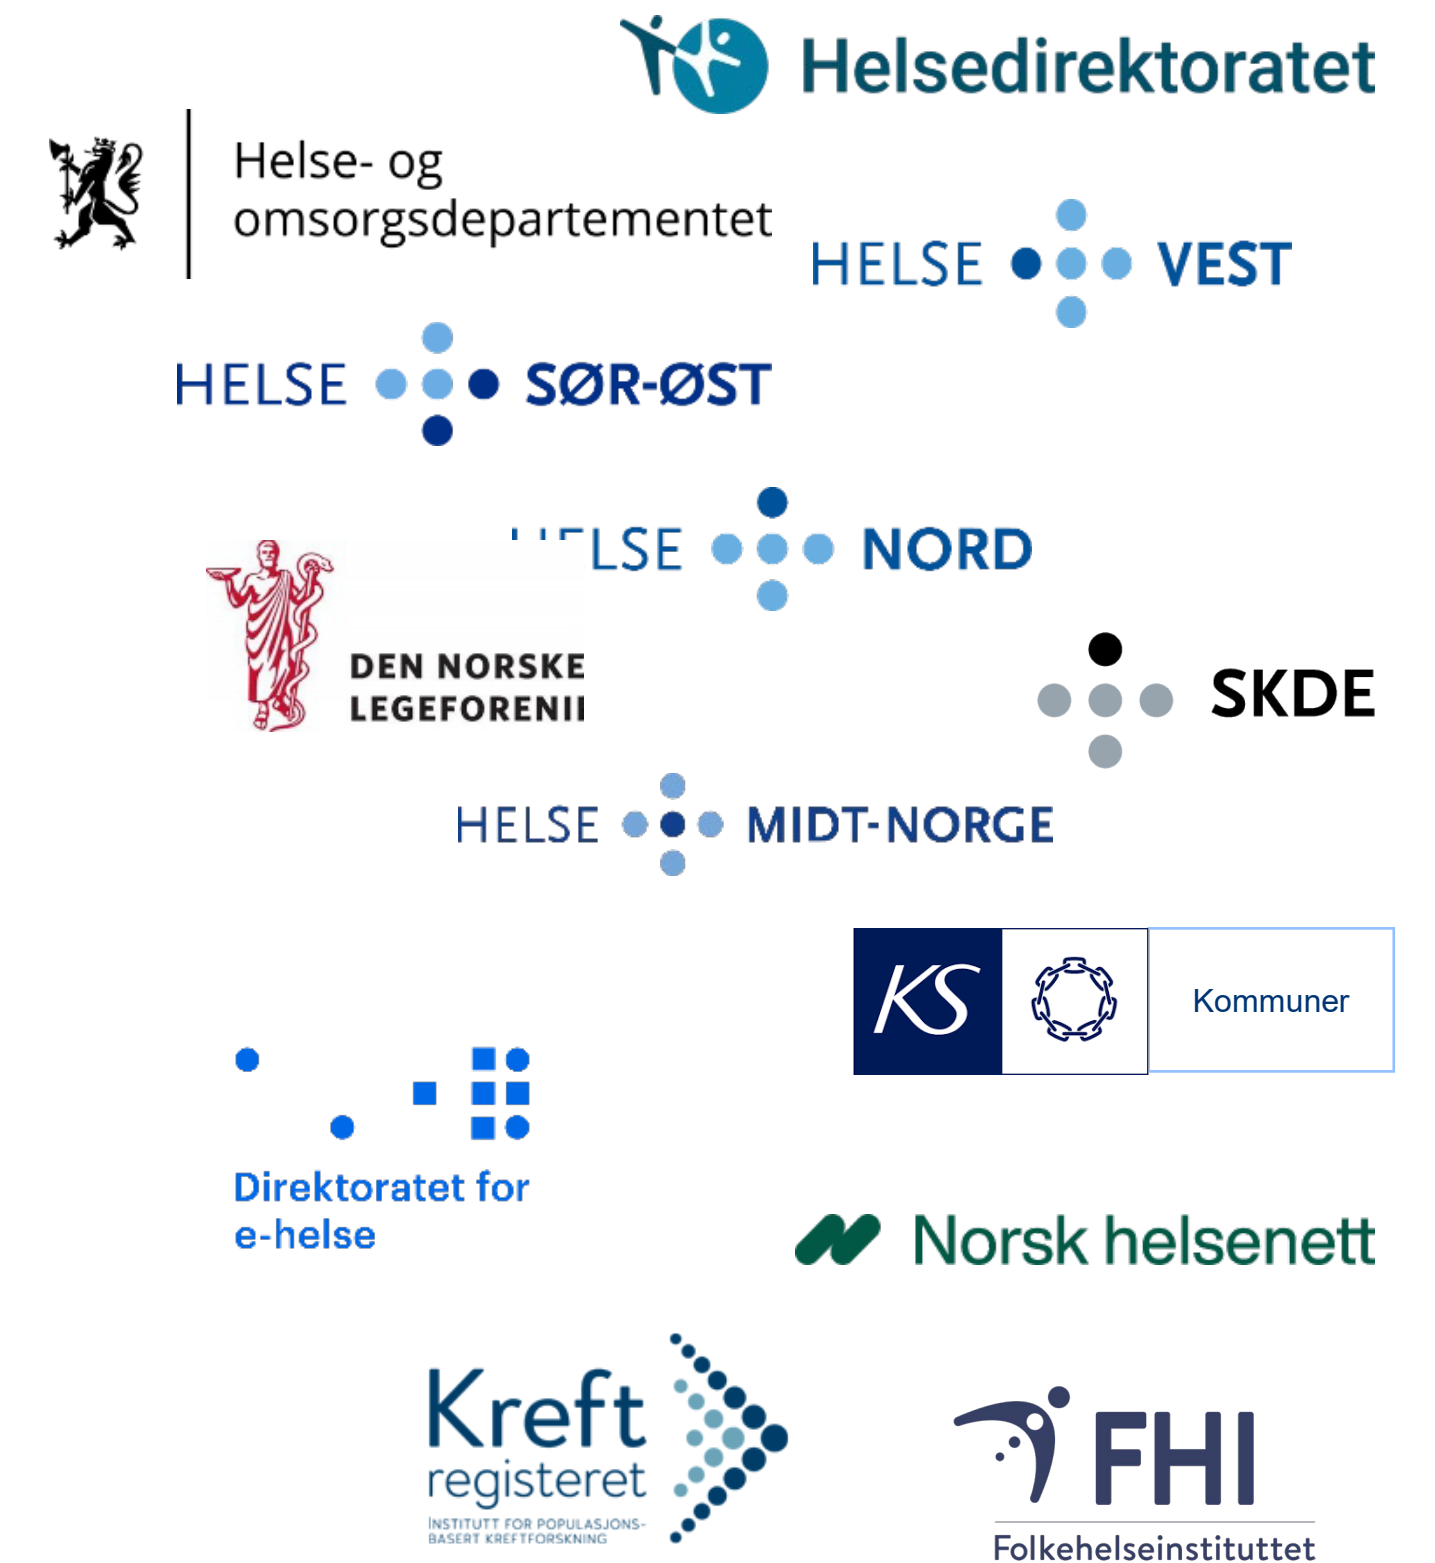 Helsedirektoratet
Helse- og
omsorgsdepartementet
HELSE VEST
HELSE SØR-ØST
HELSE NORD
DEN NORSKE
LEGEFORENI
SKDE
HELSE MIDT-NORGE
KS
Kommuner
Direktoratet for
e-helse
Norsk helsenett
Kreft
registeret
INSTITUTT FOR POPULASJONS-
BASERT KREFTFORSKNING
FHI
Folkehelseinstituttet